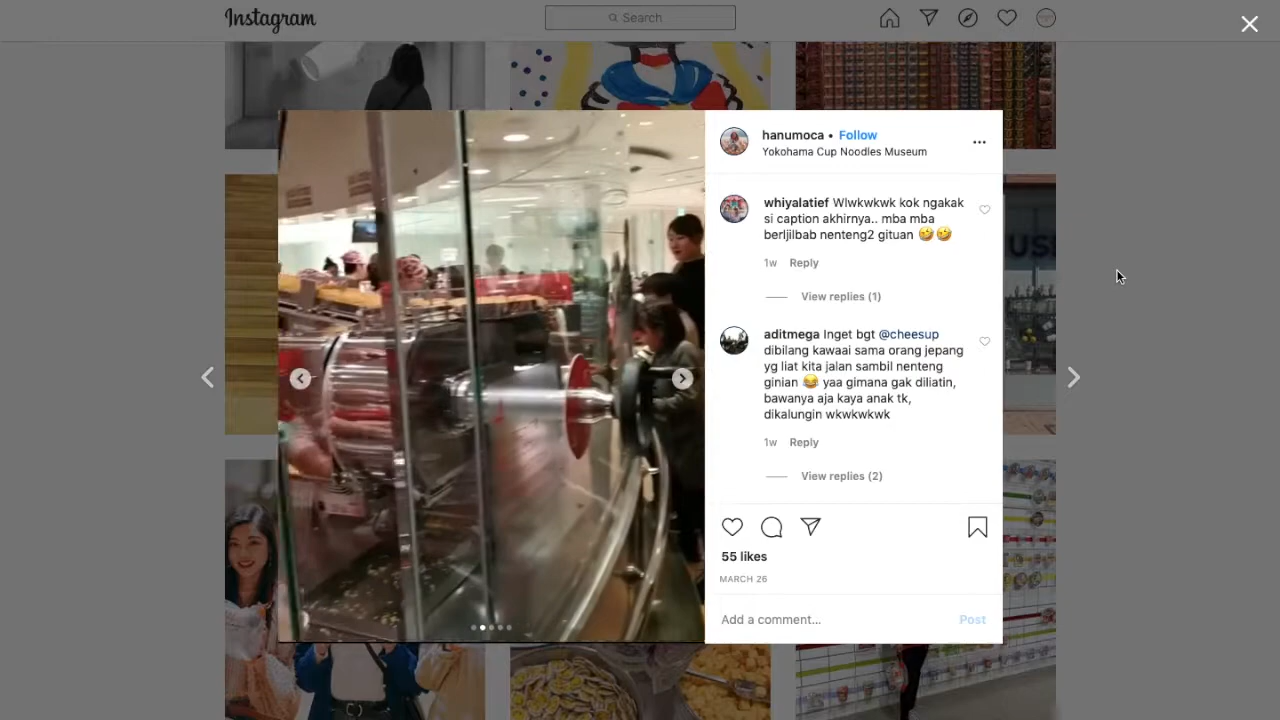 Instagram
Search
hanumoca • Follow
Yokohama Cup Noodles Museum
whiyalatief Wlwkwkwk kok ngakak
si caption akhirnya.. mba mba
berljilbab nenteng2 gituan 🤣🤣
1w Reply
View replies (1)
aditmega Inget bgt @cheesup
dibilang kawaai sama orang jepang
yg liat kita jalan sambil nenteng
ginian 😂 yaa gimana gak diliatin,
bawanya aja kaya anak tk,
dikalungin wkwkwkwk
1w Reply
View replies (2)
55 likes
MARCH 26
Add a comment...
Post